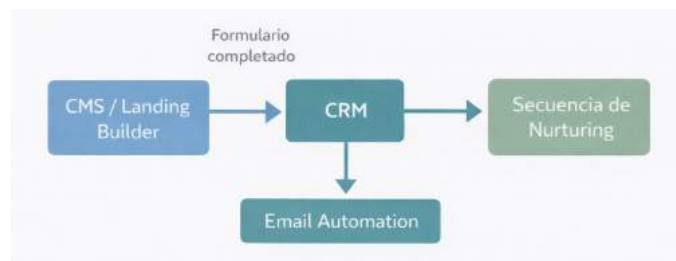 Formulario
completado
CMS / Landing
Builder
CRM
Secuencia de
Nurturing
Email Automation